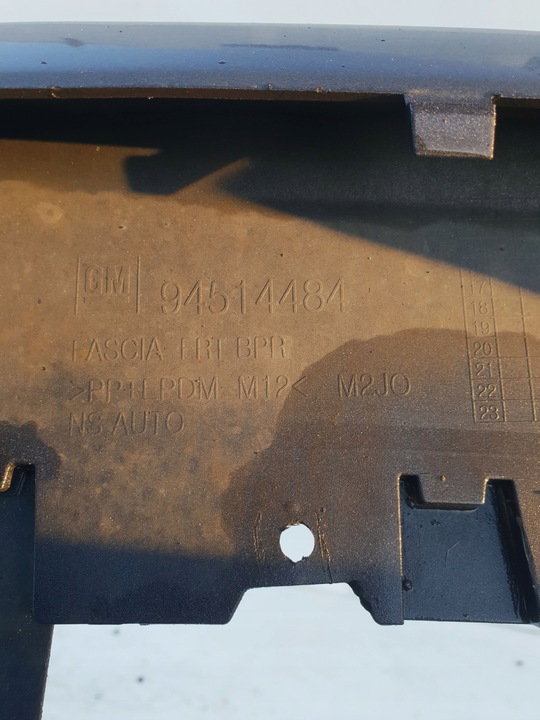 GM 94514484
FASCIA-FRT BPR
>PP+EPDM-M12< M2JO
NS AUTO
17
18
19
20
21
22
23